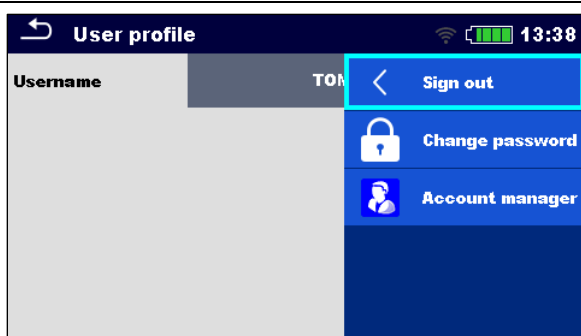 User profile 13:38
Username
Sign out
Change password
Account manager